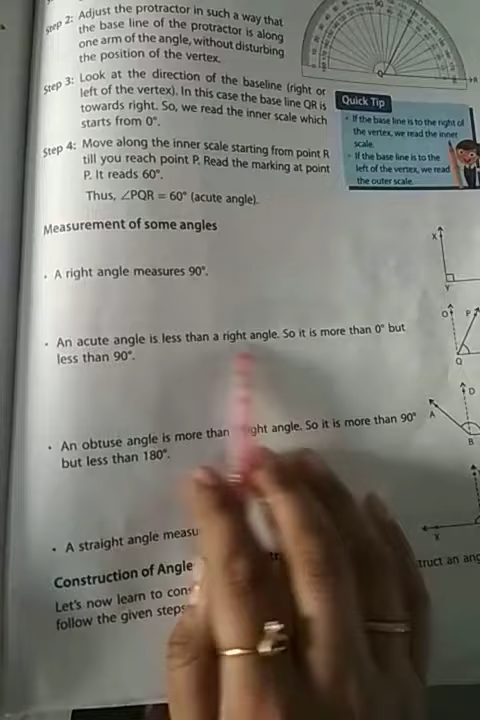 Step 2: Adjust the protractor in such a way that
the base line of the protractor is along
one arm of the angle, without disturbing
the position of the vertex.
Step 3: Look at the direction of the baseline (right or
left of the vertex). In this case the base line QR is
towards right. So, we read the inner scale which
starts from 0°.
Step 4: Move along the inner scale starting from point R
till you reach point P. Read the marking at point
P. It reads 60°.
Thus, ∠PQR = 60° (acute angle).
Q
R
Quick Tip
• If the base line is to the right of
the vertex, we read the inner
scale.
• If the base line is to the
left of the vertex, we read
the outer scale.
Measurement of some angles
• A right angle measures 90°.
X
Y
• An acute angle is less than a right angle. So it is more than 0° but
less than 90°.
O
P
Q
• An obtuse angle is more than ght angle. So it is more than 90°
but less than 180°.
D
A
B
• A straight angle measu
X
Construction of Angle
truct an ang
Let's now learn to con
follow the given steps